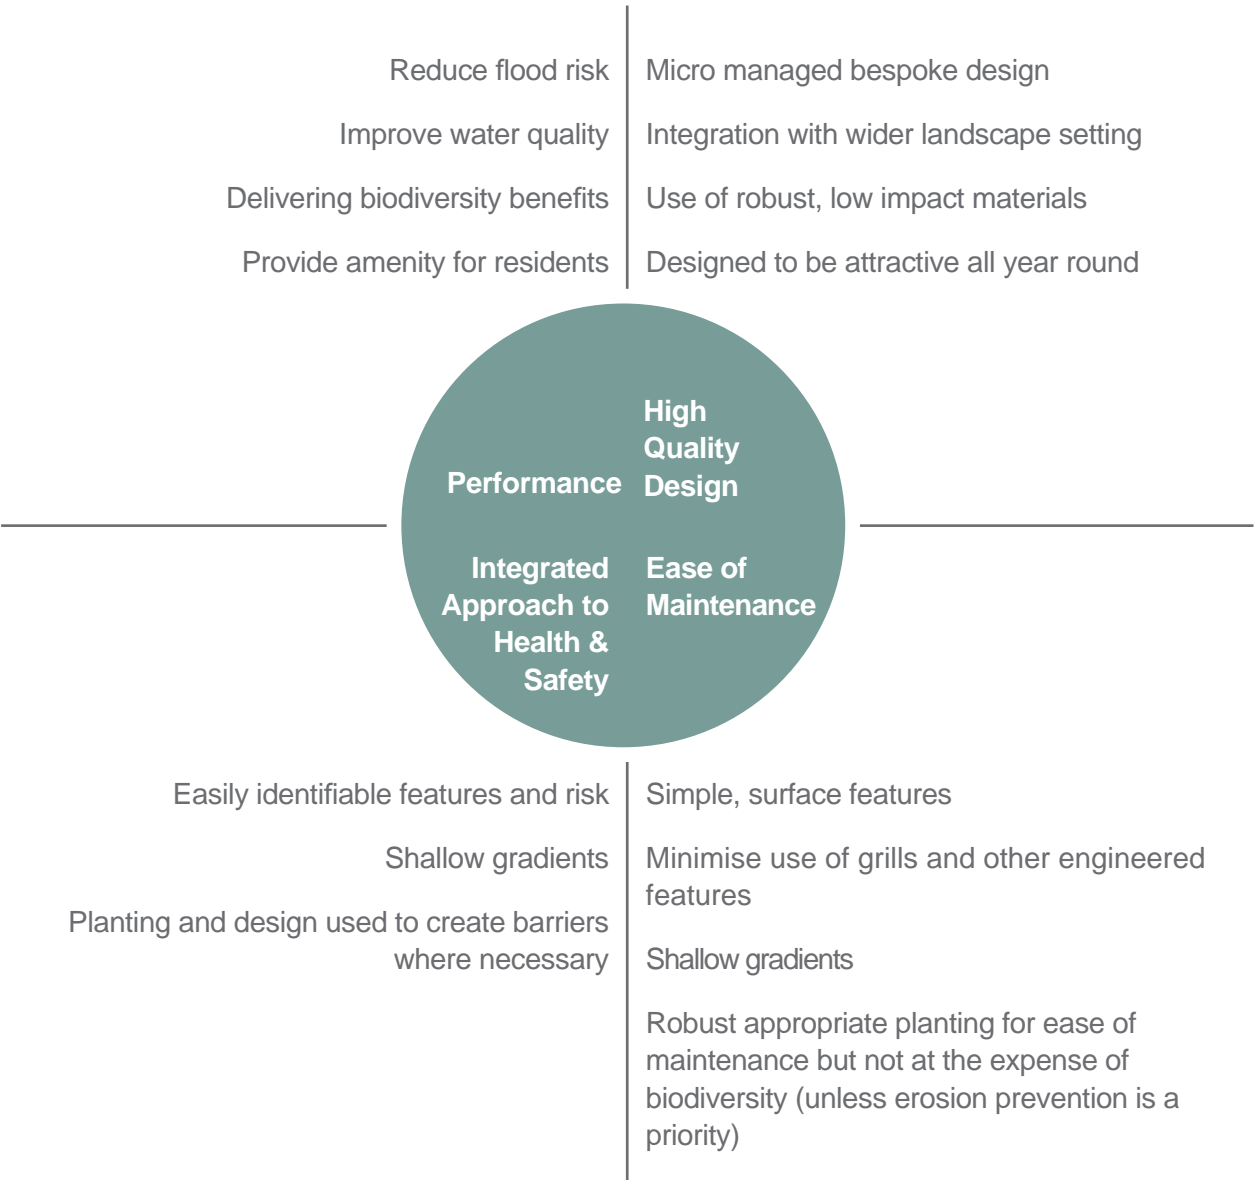 Reduce flood risk
Improve water quality
Delivering biodiversity benefits
Provide amenity for residents
Micro managed bespoke design
Integration with wider landscape setting
Use of robust, low impact materials
Designed to be attractive all year round
Performance
High
Quality
Design
Integrated
Approach to
Health &
Safety
Ease of
Maintenance
Easily identifiable features and risk
Shallow gradients
Planting and design used to create barriers
where necessary
Simple, surface features
Minimise use of grills and other engineered
features
Shallow gradients
Robust appropriate planting for ease of
maintenance but not at the expense of
biodiversity (unless erosion prevention is a
priority)